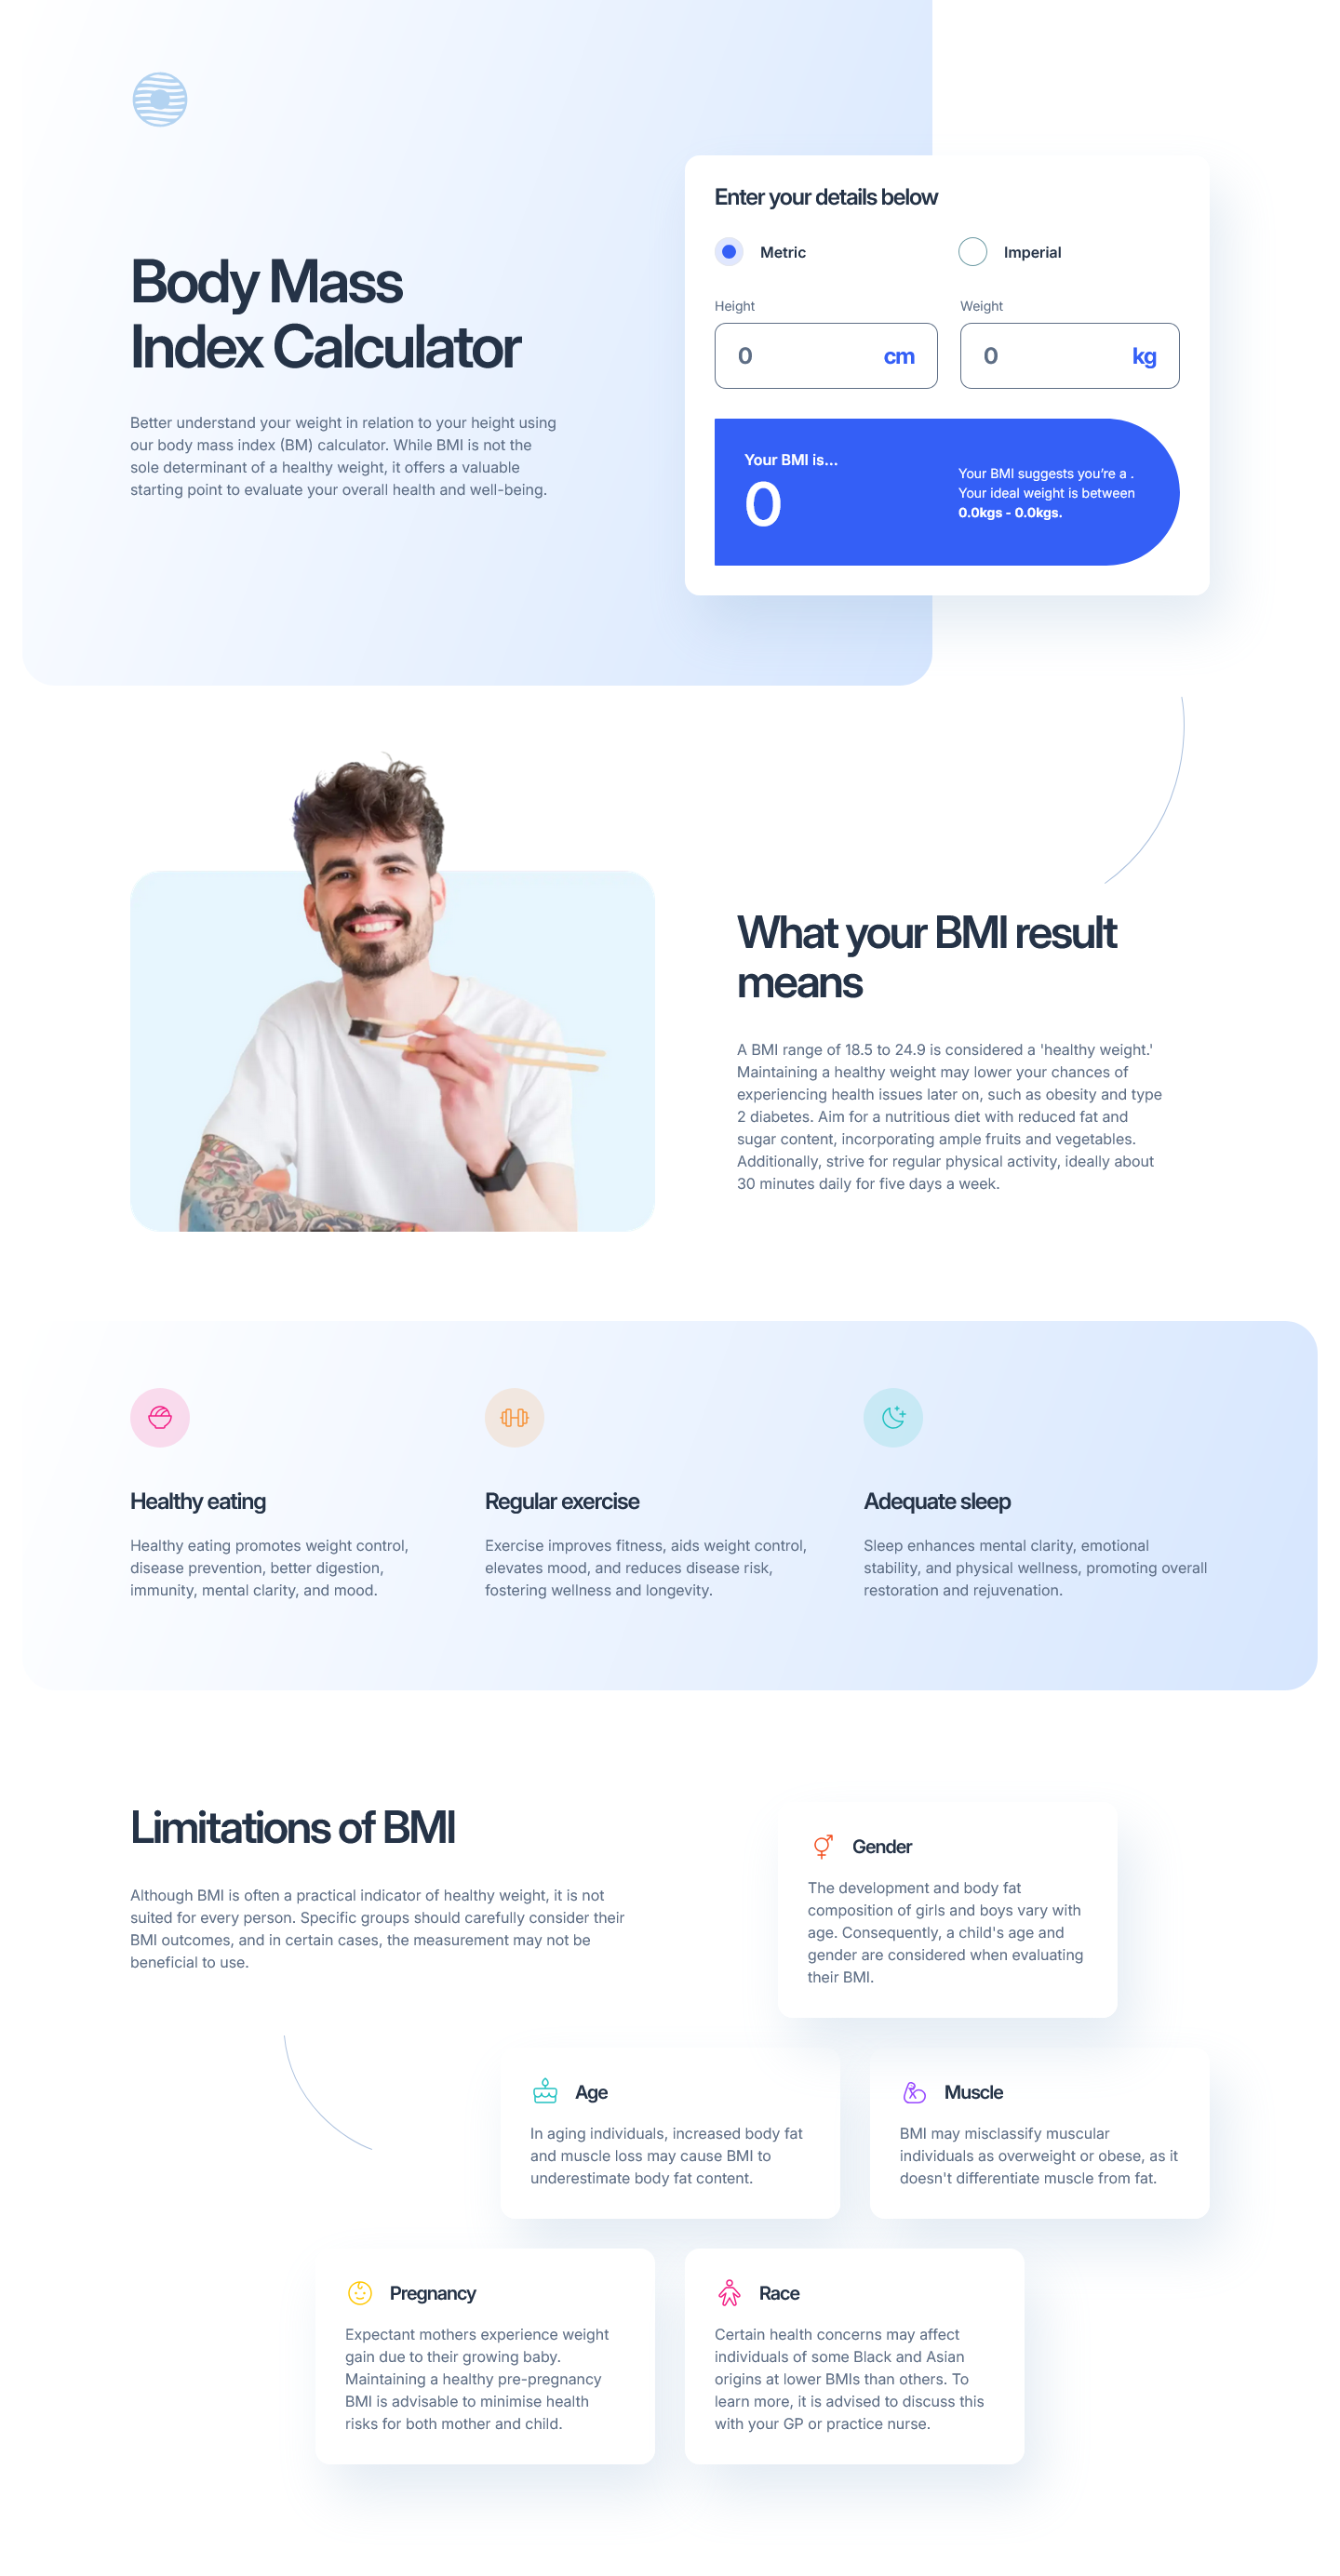 Body Mass
Index Calculator
Better understand your weight in relation to your height using
our body mass index (BM) calculator. While BMI is not the
sole determinant of a healthy weight, it offers a valuable
starting point to evaluate your overall health and well-being.
Enter your details below
Metric
Imperial
Height
Weight
0 cm
0 kg
Your BMI is...
0
Your BMI suggests you’re a .
Your ideal weight is between
0.0kgs - 0.0kgs.
What your BMI result
means
A BMI range of 18.5 to 24.9 is considered a 'healthy weight.'
Maintaining a healthy weight may lower your chances of
experiencing health issues later on, such as obesity and type
2 diabetes. Aim for a nutritious diet with reduced fat and
sugar content, incorporating ample fruits and vegetables.
Additionally, strive for regular physical activity, ideally about
30 minutes daily for five days a week.
Healthy eating
Healthy eating promotes weight control,
disease prevention, better digestion,
immunity, mental clarity, and mood.
Regular exercise
Exercise improves fitness, aids weight control,
elevates mood, and reduces disease risk,
fostering wellness and longevity.
Adequate sleep
Sleep enhances mental clarity, emotional
stability, and physical wellness, promoting overall
restoration and rejuvenation.
Limitations of BMI
Although BMI is often a practical indicator of healthy weight, it is not
suited for every person. Specific groups should carefully consider their
BMI outcomes, and in certain cases, the measurement may not be
beneficial to use.
Gender
The development and body fat
composition of girls and boys vary with
age. Consequently, a child's age and
gender are considered when evaluating
their BMI.
Age
In aging individuals, increased body fat
and muscle loss may cause BMI to
underestimate body fat content.
Muscle
BMI may misclassify muscular
individuals as overweight or obese, as it
doesn't differentiate muscle from fat.
Pregnancy
Expectant mothers experience weight
gain due to their growing baby.
Maintaining a healthy pre-pregnancy
BMI is advisable to minimise health
risks for both mother and child.
Race
Certain health concerns may affect
individuals of some Black and Asian
origins at lower BMIs than others. To
learn more, it is advised to discuss this
with your GP or practice nurse.